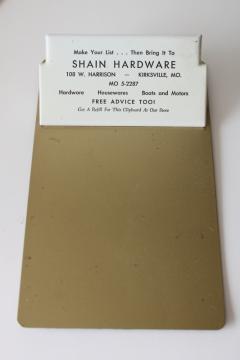 Make Your List . . . Then Bring It To
SHAIN HARDWARE
108 W. HARRISON — KIRKSVILLE, MO.
MO 5-2287
Hardware Housewares Boats and Motors
FREE ADVICE TOO!
Get A Refill For This Clipboard At Our Store